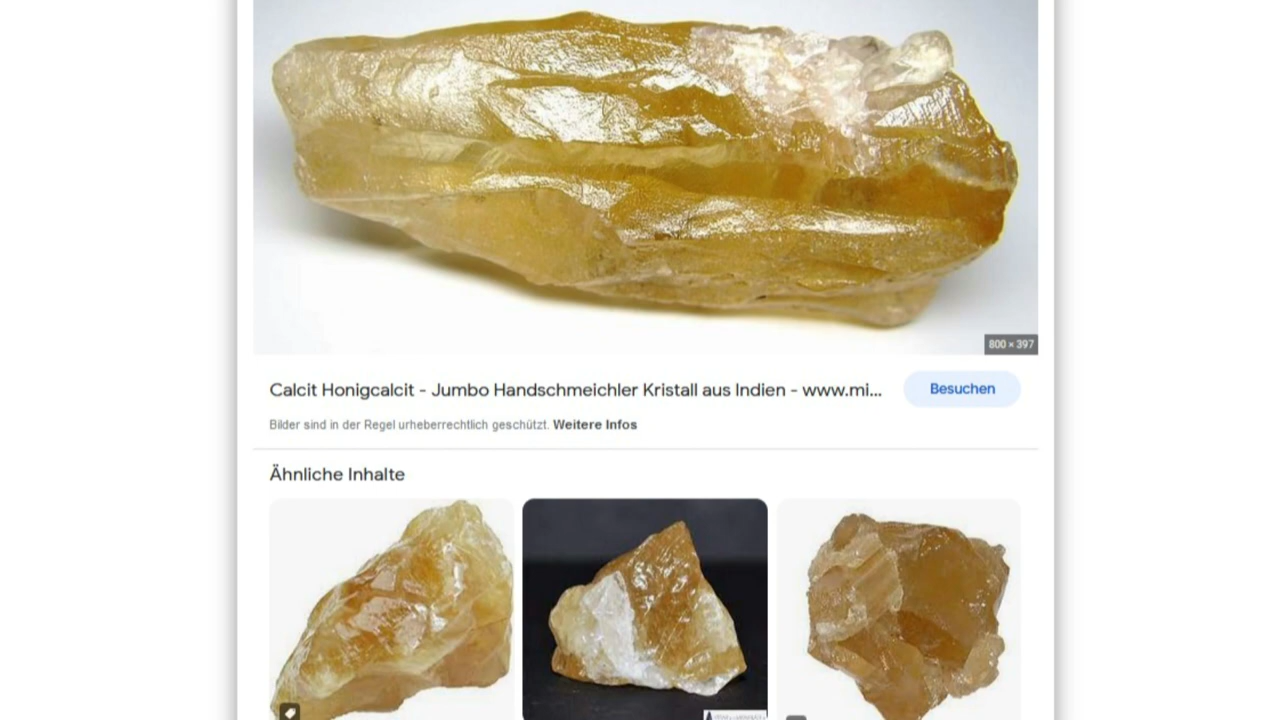 800 × 397
Calcit Honigcalcit - Jumbo Handschmeichler Kristall aus Indien - www.mi...
Besuchen
Bilder sind in der Regel urheberrechtlich geschützt. Weitere Infos
Ähnliche Inhalte